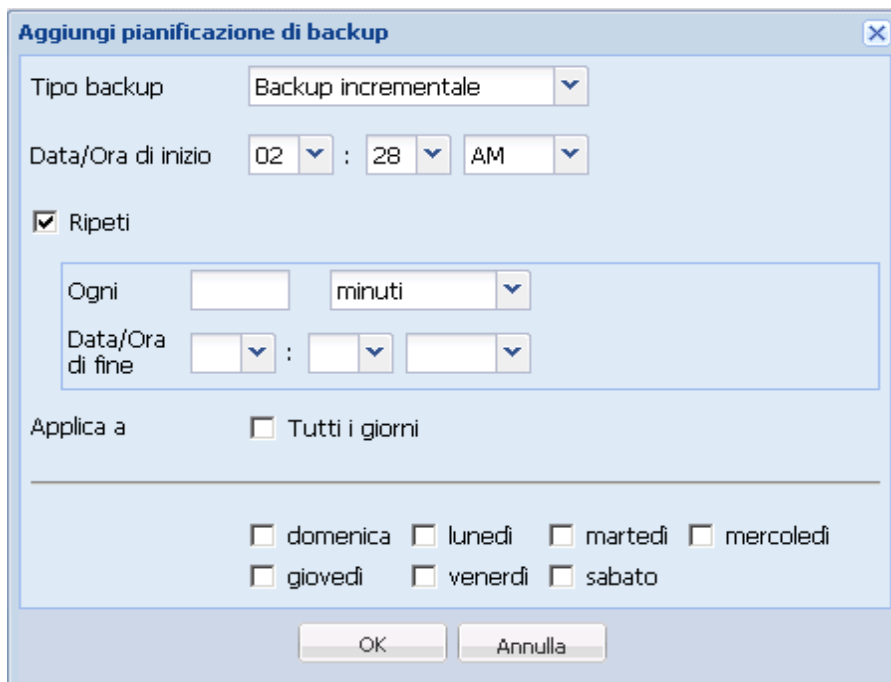 Aggiungi pianificazione di backup
Tipo backup Backup incrementale
Data/Ora di inizio 02 : 28 AM
Ripeti
Ogni minuti
Data/Ora
di fine :
Applica a Tutti i giorni
domenica lunedì martedì mercoledì
giovedì venerdì sabato
OK Annulla